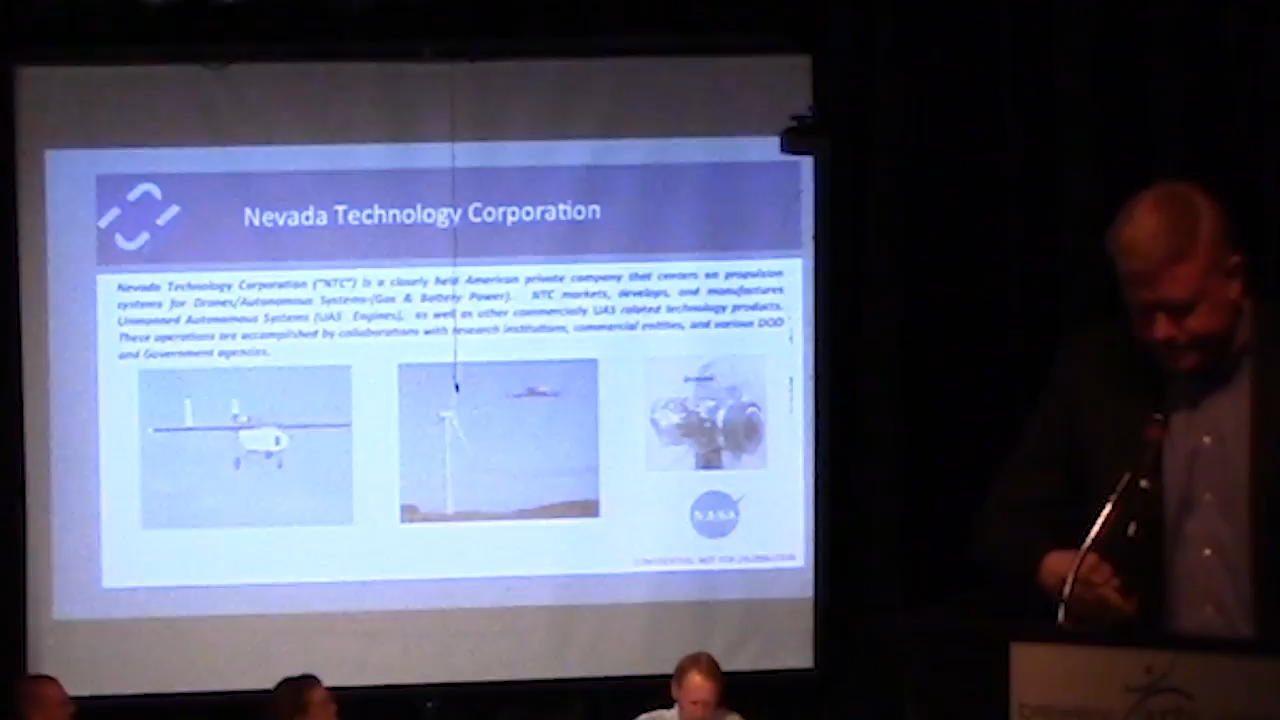 Nevada Technology Corporation
Nevada Technology Corporation ("NTC") is a closely held American private company that centers on propulsion
systems for Drones/Autonomous Systems-(Gas & Battery Power). NTC markets, develops, and manufactures
Unmanned Autonomous Systems (UAS Engines), as well as other commercially UAS related technology products.
These operations are accomplished by collaborations with research institutions, commercial entities, and various DOD
and Government agencies.
NASA
CONFIDENTIAL NOT FOR